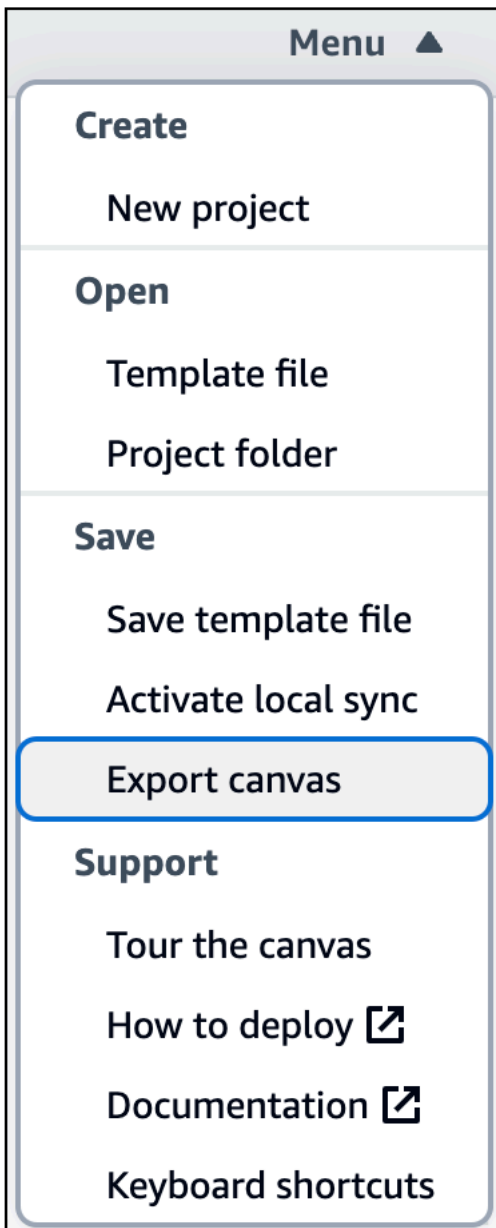 Menu
Create
New project
Open
Template file
Project folder
Save
Save template file
Activate local sync
Export canvas
Support
Tour the canvas
How to deploy
Documentation
Keyboard shortcuts